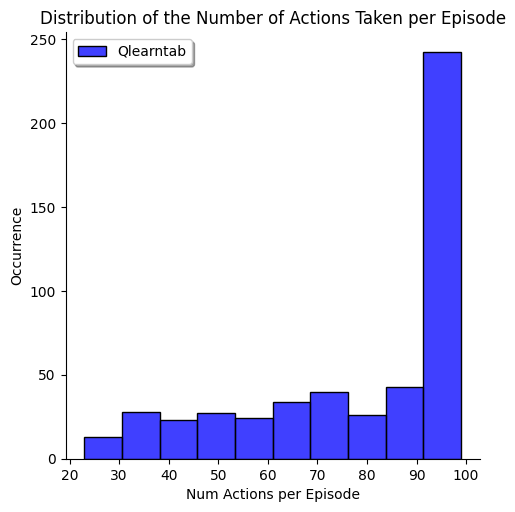 Distribution of the Number of Actions Taken per Episode
Qlearntab
250
200
150
100
50
0
Occurrence
20 30 40 50 60 70 80 90 100
Num Actions per Episode